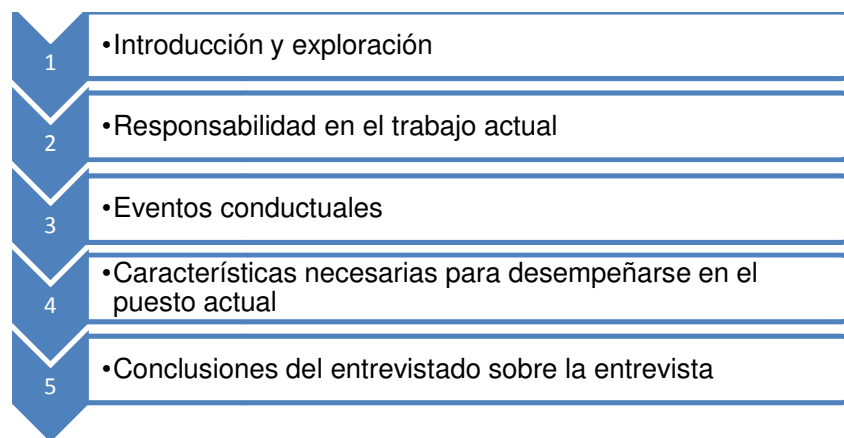 1
•Introducción y exploración
2
•Responsabilidad en el trabajo actual
3
•Eventos conductuales
4
•Características necesarias para desempeñarse en el
puesto actual
5
•Conclusiones del entrevistado sobre la entrevista